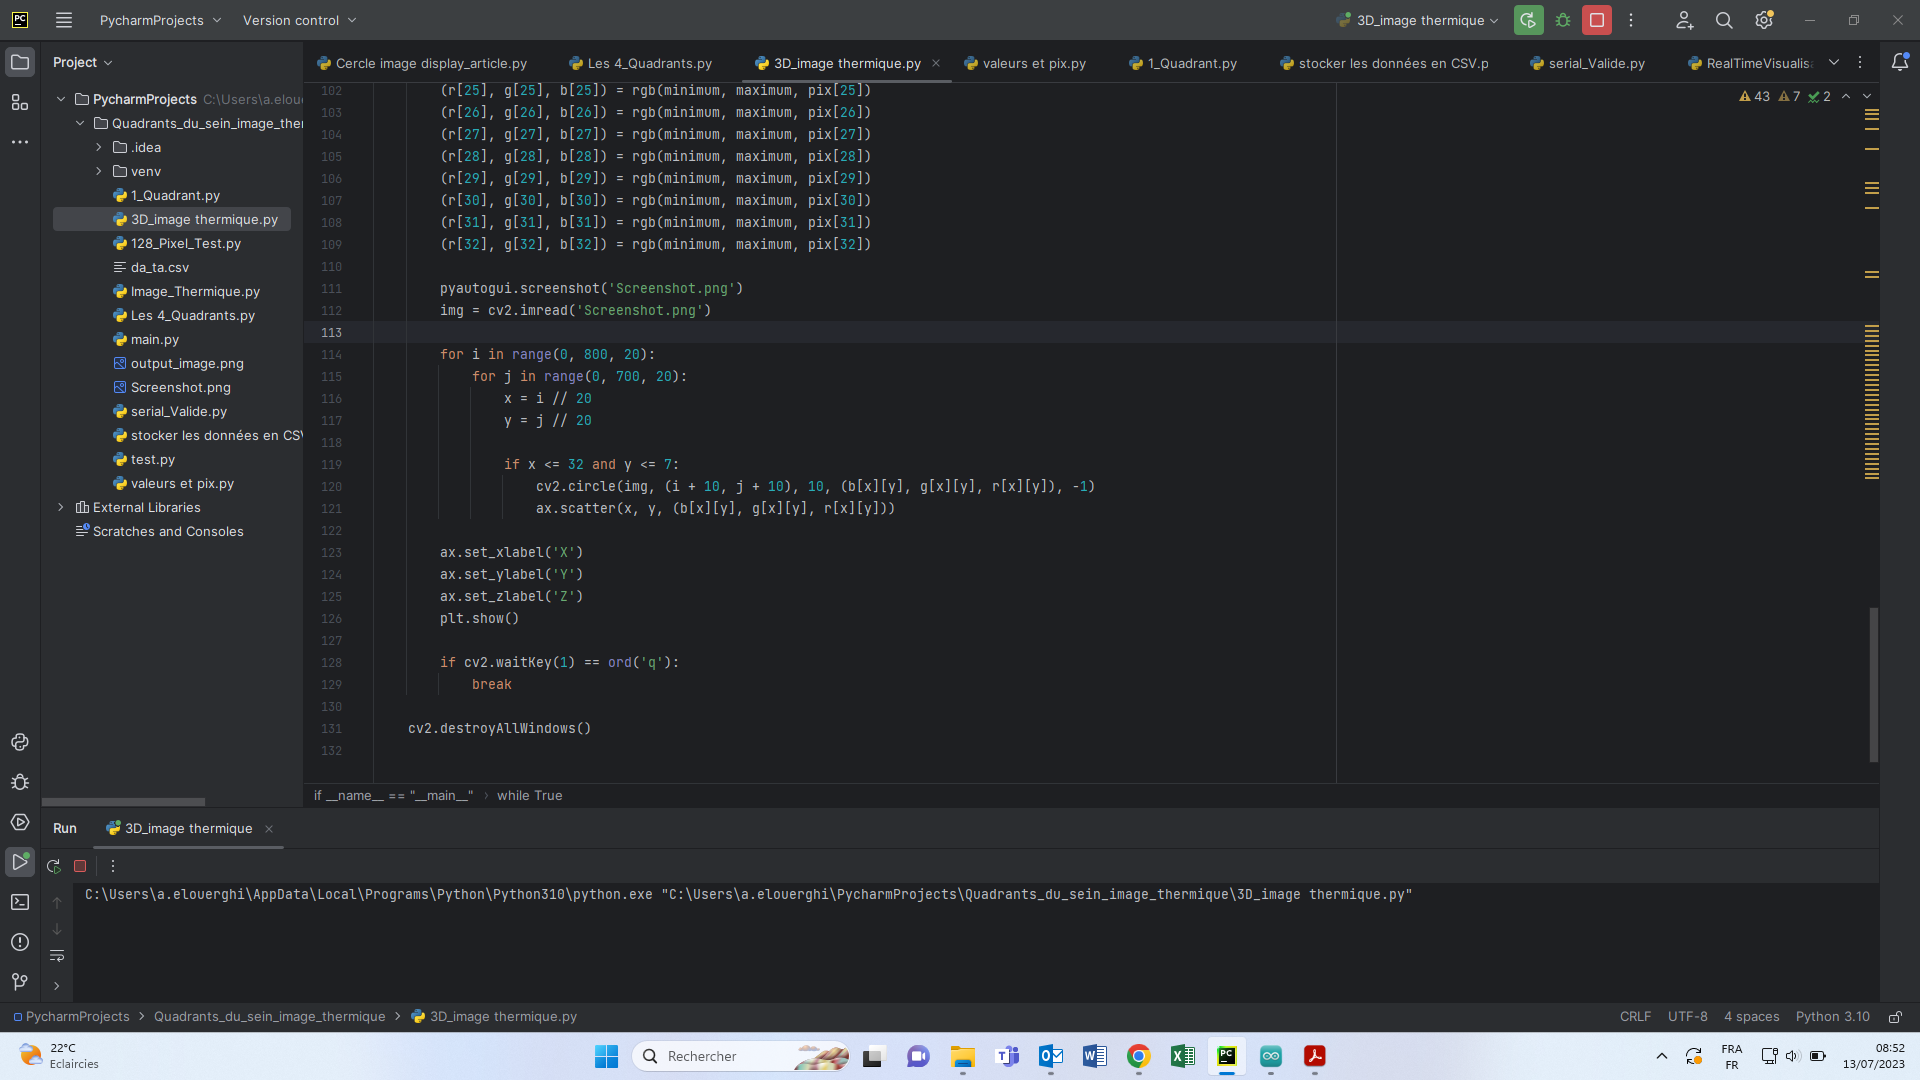 PC PycharmProjects Version control 3D_image thermique
Project
Cercle image display_article.py Les 4_Quadrants.py 3D_image thermique.py valeurs et pix.py 1_Quadrant.py stocker les données en CSV.p serial_Valide.py RealTimeVisualis
PycharmProjects C:\Users\a.eloue
Quadrants_du_sein_image_ther
.idea
venv
1_Quadrant.py
3D_image thermique.py
128_Pixel_Test.py
da_ta.csv
Image_Thermique.py
Les 4_Quadrants.py
main.py
output_image.png
Screenshot.png
serial_Valide.py
stocker les données en CSV
test.py
valeurs et pix.py
External Libraries
Scratches and Consoles
43 7 2
102 (r[25], g[25], b[25]) = rgb(minimum, maximum, pix[25])
103 (r[26], g[26], b[26]) = rgb(minimum, maximum, pix[26])
104 (r[27], g[27], b[27]) = rgb(minimum, maximum, pix[27])
105 (r[28], g[28], b[28]) = rgb(minimum, maximum, pix[28])
106 (r[29], g[29], b[29]) = rgb(minimum, maximum, pix[29])
107 (r[30], g[30], b[30]) = rgb(minimum, maximum, pix[30])
108 (r[31], g[31], b[31]) = rgb(minimum, maximum, pix[31])
109 (r[32], g[32], b[32]) = rgb(minimum, maximum, pix[32])
110
111 pyautogui.screenshot('Screenshot.png')
112 img = cv2.imread('Screenshot.png')
113
114 for i in range(0, 800, 20):
115 for j in range(0, 700, 20):
116 x = i // 20
117 y = j // 20
118
119 if x <= 32 and y <= 7:
120 cv2.circle(img, (i + 10, j + 10), 10, (b[x][y], g[x][y], r[x][y]), -1)
121 ax.scatter(x, y, (b[x][y], g[x][y], r[x][y]))
122
123 ax.set_xlabel('X')
124 ax.set_ylabel('Y')
125 ax.set_zlabel('Z')
126 plt.show()
127
128 if cv2.waitKey(1) == ord('q'):
129 break
130
131 cv2.destroyAllWindows()
132
if __name__ == "__main__" › while True
Run 3D_image thermique
C:\Users\a.elouerghi\AppData\Local\Programs\Python\Python310\python.exe "C:\Users\a.elouerghi\PycharmProjects\Quadrants_du_sein_image_thermique\3D_image thermique.py"
PycharmProjects > Quadrants_du_sein_image_thermique > 3D_image thermique.py CRLF UTF-8 4 spaces Python 3.10
22°C
Eclaircies
Rechercher
FRA
FR
08:52
13/07/2023